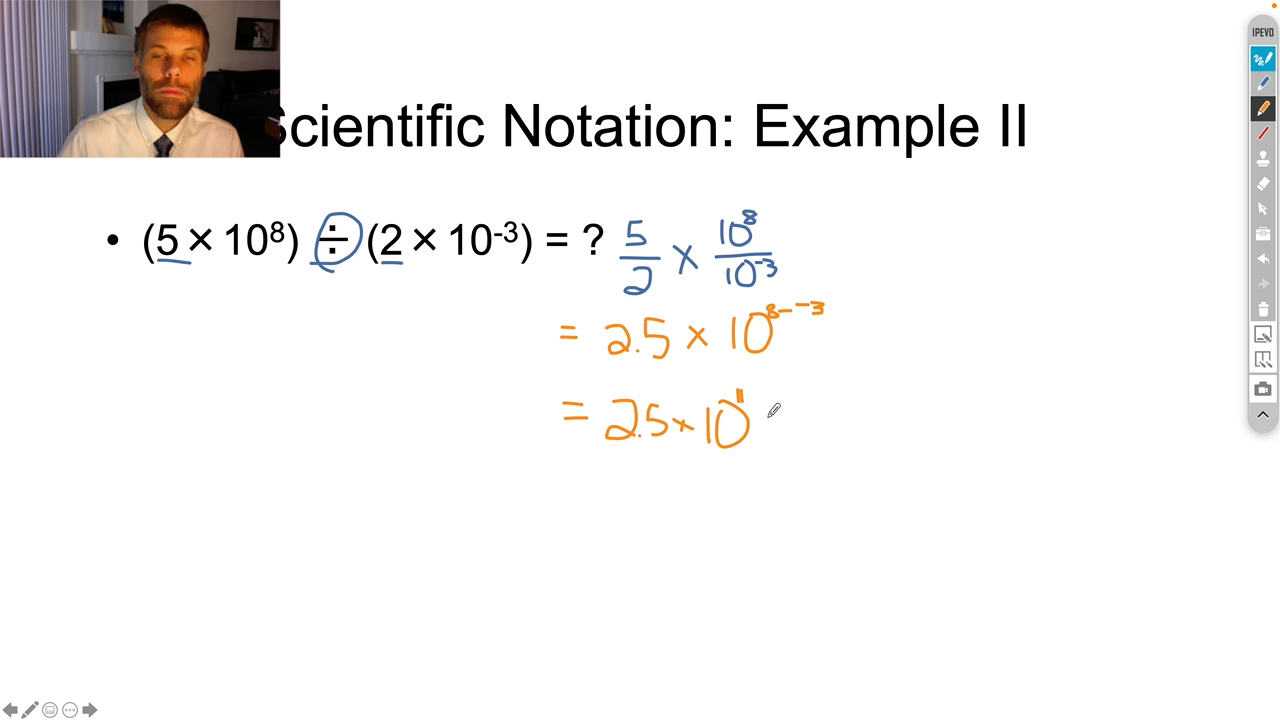 IPEVO
Scientific Notation: Example II
• (5 × 10⁸) ÷ (2 × 10⁻³) = ? 5/2 × 10⁸/10⁻³
= 2.5 × 10⁸⁻⁻³
= 2.5 × 10¹¹